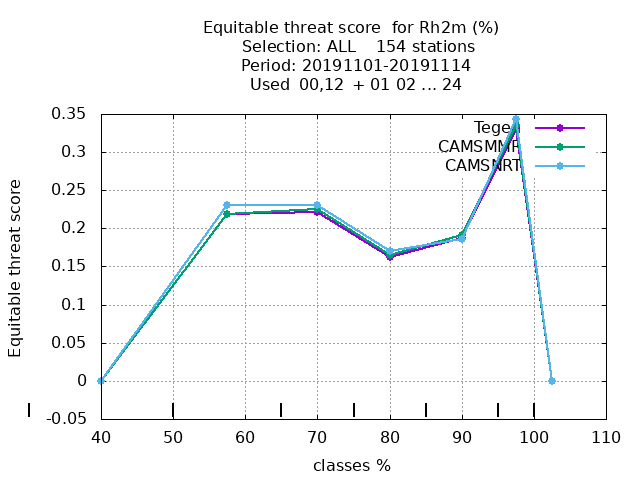 Equitable threat score for Rh2m (%)
Selection: ALL 154 stations
Period: 20191101-20191114
Used 00,12 + 01 02 ... 24
0.35
0.3
0.25
0.2
0.15
0.1
0.05
0
-0.05
Equitable threat score
CAMSNRT
40 50 60 70 80 90 100 110
classes %